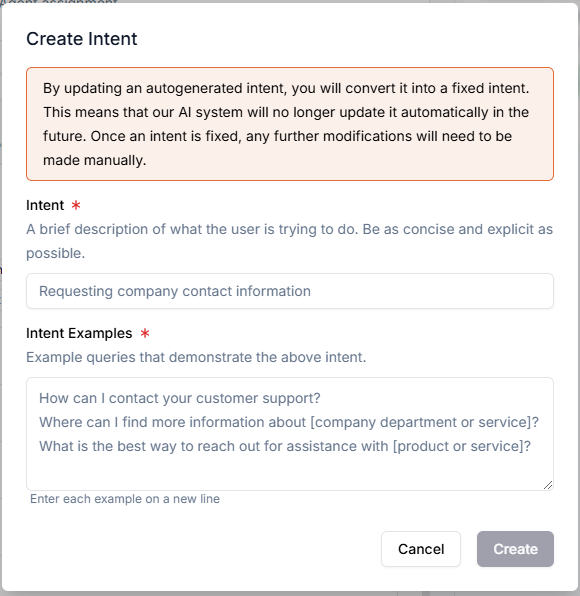 Agent assignment
Create Intent
By updating an autogenerated intent, you will convert it into a fixed intent.
This means that our AI system will no longer update it automatically in the
future. Once an intent is fixed, any further modifications will need to be
made manually.
Intent *
A brief description of what the user is trying to do. Be as concise and explicit as
possible.
Requesting company contact information
Intent Examples *
Example queries that demonstrate the above intent.
How can I contact your customer support?
Where can I find more information about [company department or service]?
What is the best way to reach out for assistance with [product or service]?
Enter each example on a new line
Cancel
Create